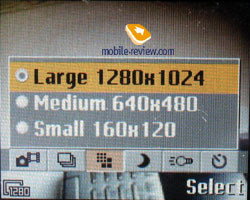 mobile-review.com
Large 1280x1024
Medium 640x480
Small 160x120
1280
Select